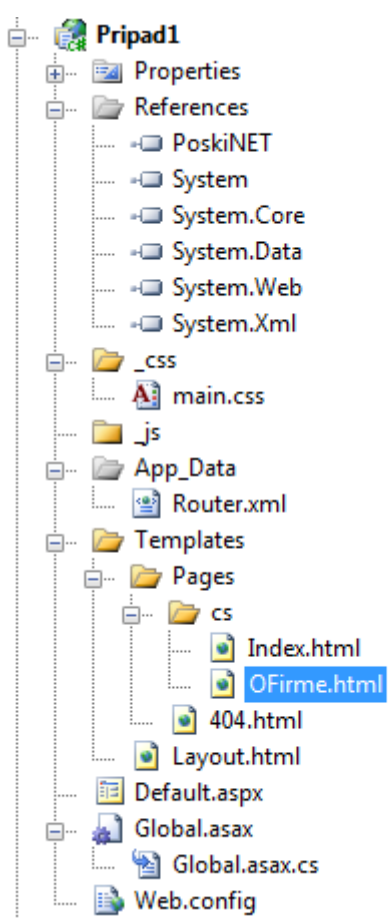 Pripad1
Properties
References
PoskiNET
System
System.Core
System.Data
System.Web
System.Xml
_css
main.css
_js
App_Data
Router.xml
Templates
Pages
cs
Index.html
OFirme.html
404.html
Layout.html
Default.aspx
Global.asax
Global.asax.cs
Web.config